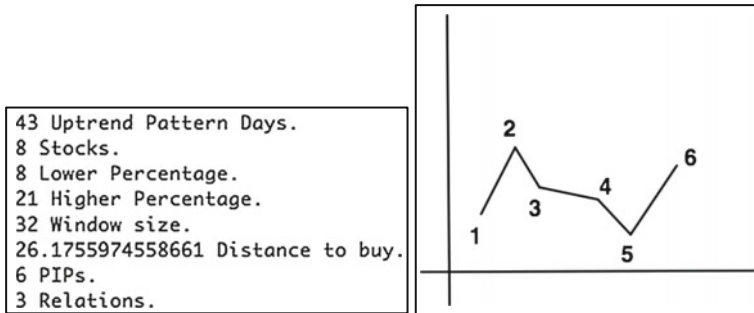 43 Uptrend Pattern Days.
8 Stocks.
8 Lower Percentage.
21 Higher Percentage.
32 Window size.
26.1755974558661 Distance to buy.
6 PIPs.
3 Relations.
1
2
3
4
5
6